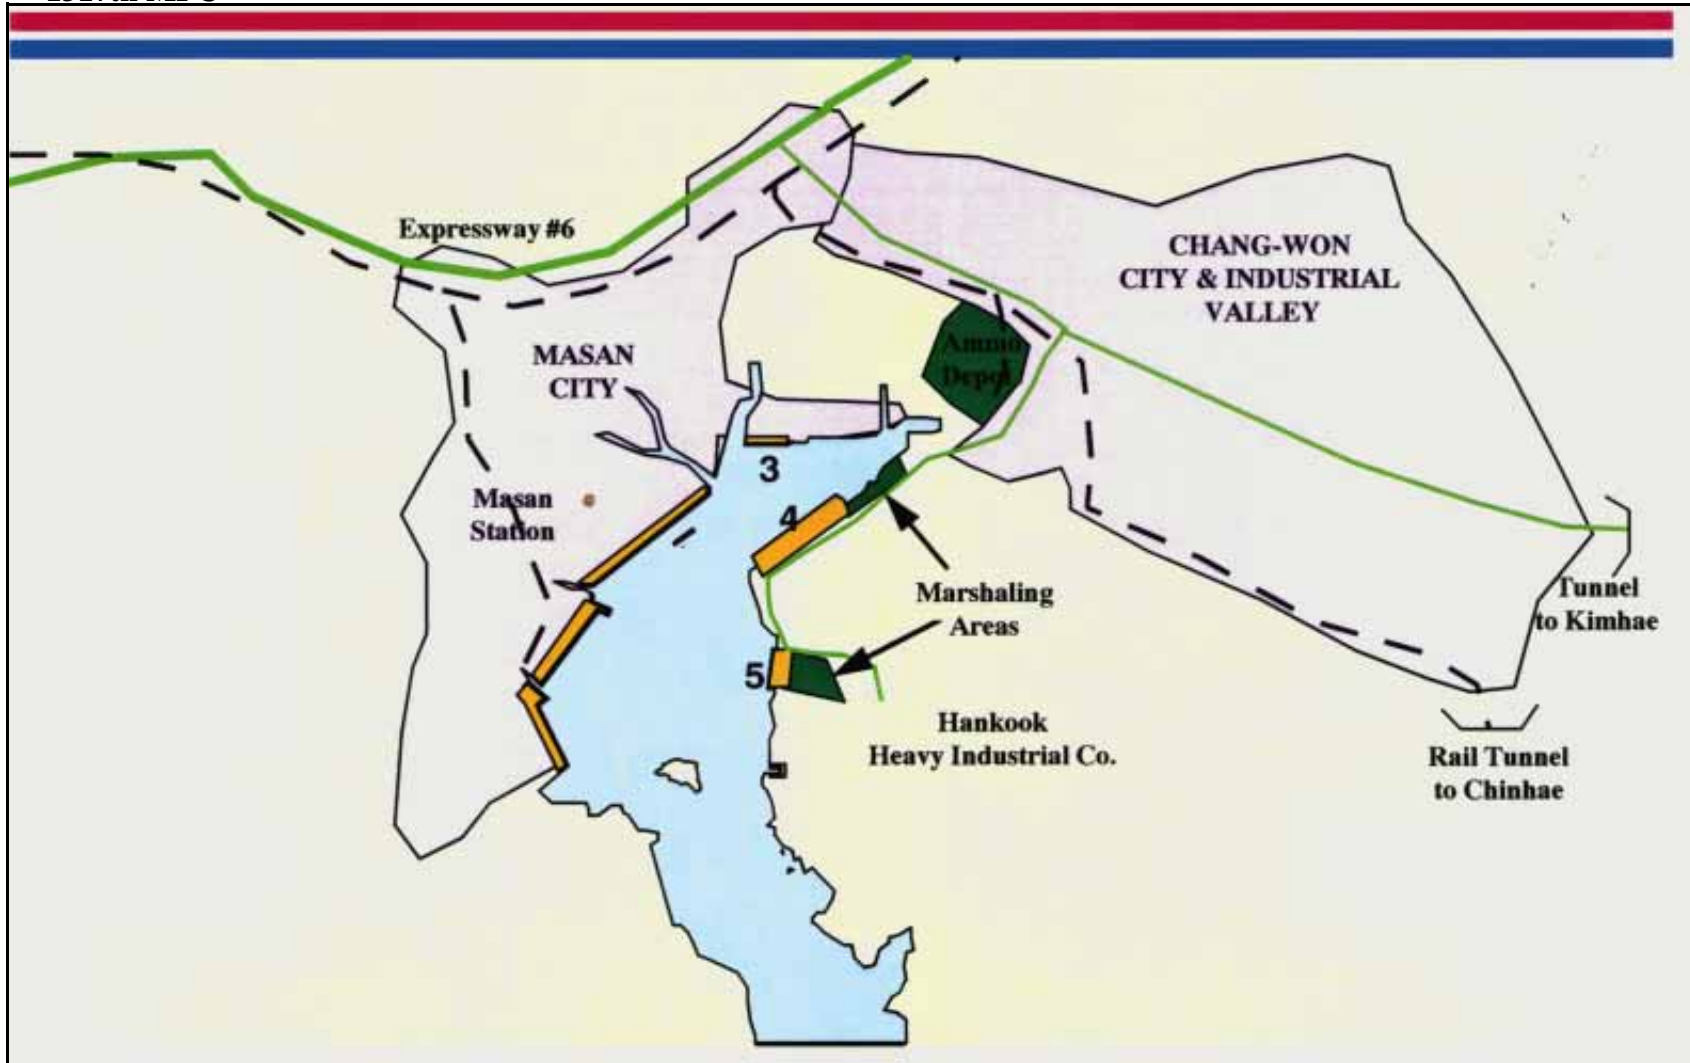 Expressway #6
CHANG-WON
CITY & INDUSTRIAL
VALLEY
MASAN
CITY
Ammo
Depot
3
Masan
Station
4
Marshaling
Areas
Tunnel
to Kimhae
5
Hankook
Heavy Industrial Co.
Rail Tunnel
to Chinhae